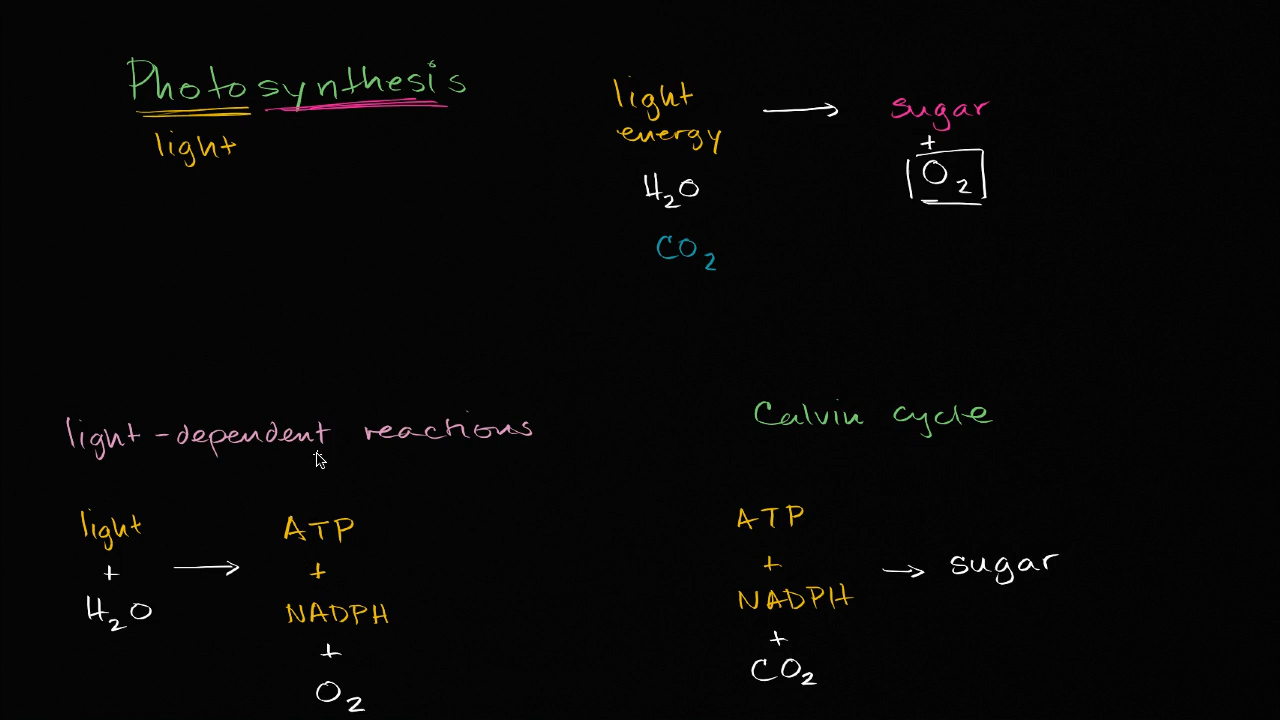 Photosynthesis
light
light energy → sugar
+
H₂O
O₂
CO₂
light-dependent reactions
light
+
H₂O
→
ATP
+
NADPH
+
O₂
Calvin cycle
ATP
+
NADPH
+
CO₂
→ sugar